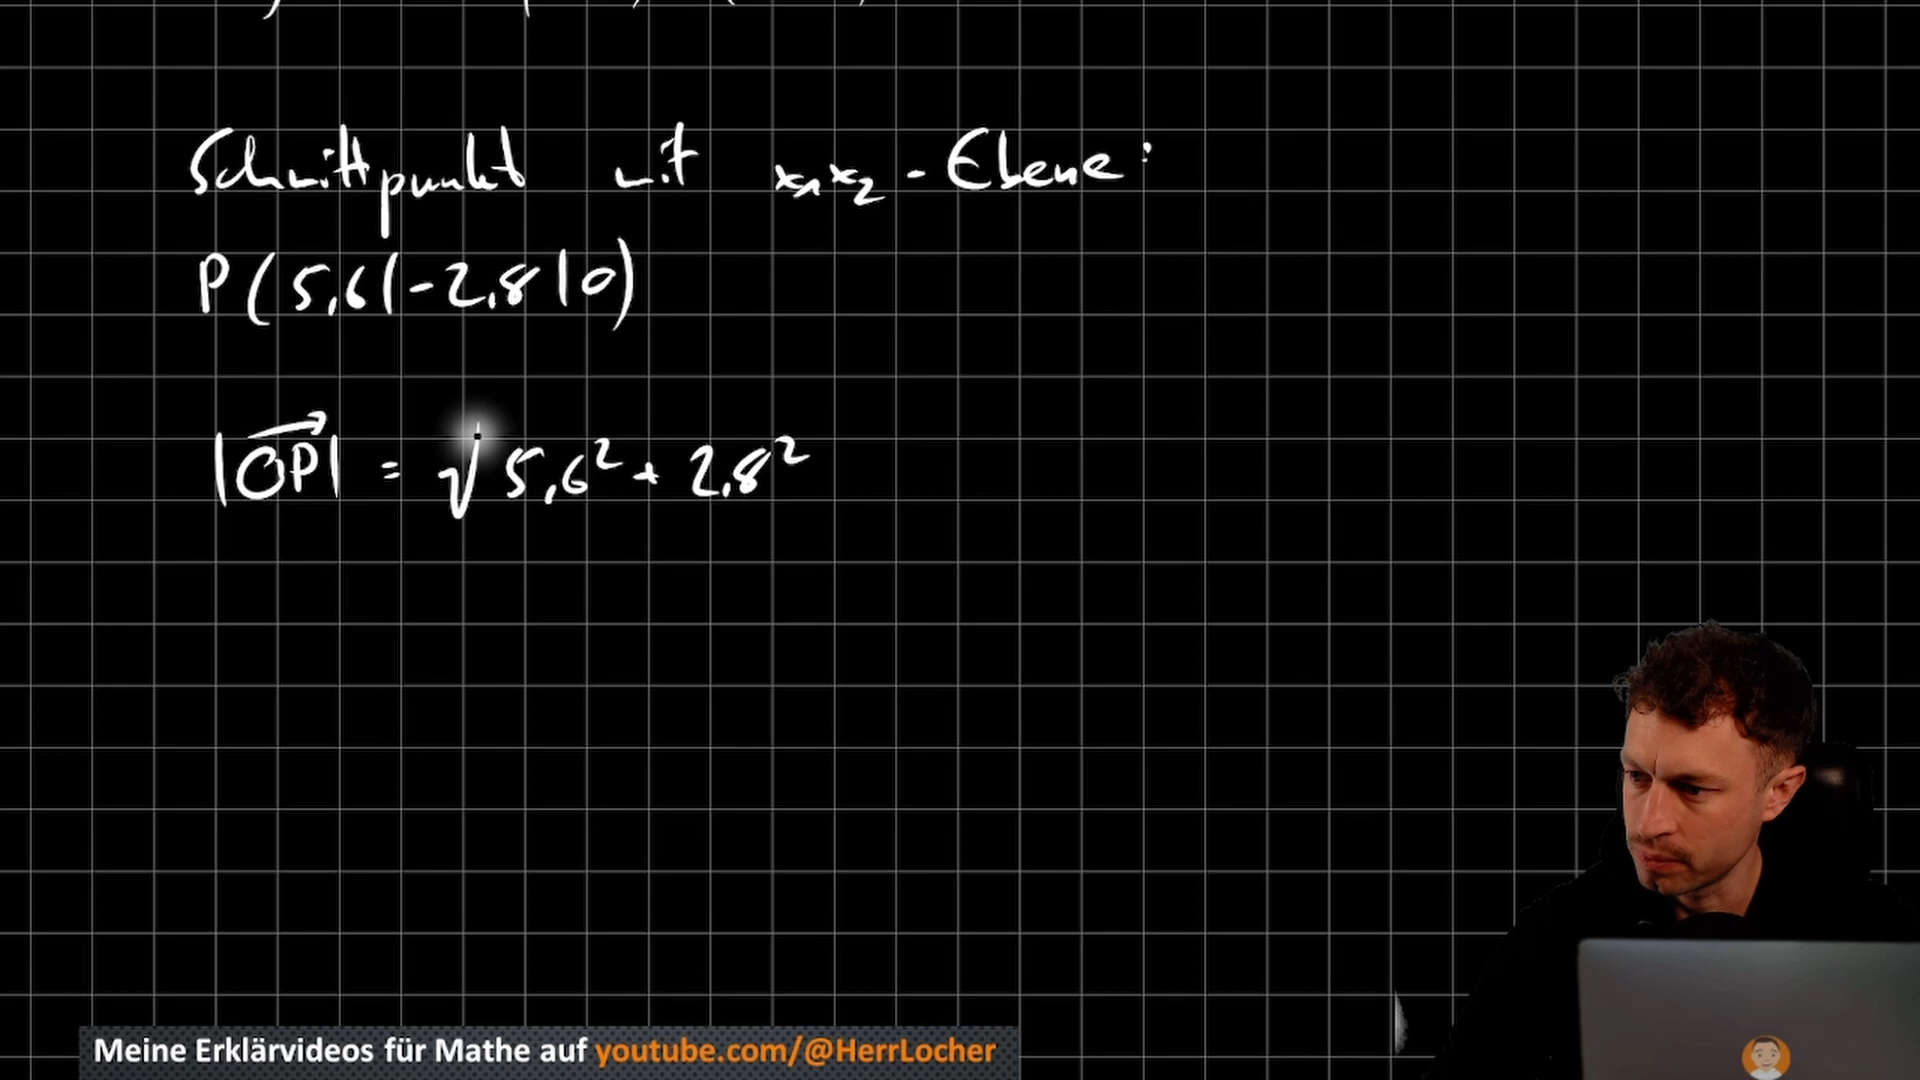 Schnittpunkt mit x₁x₂-Ebene:
P(5,6|-2,8|0)
|OP| = √5,6² + 2,8²
Meine Erklärvideos für Mathe auf youtube.com/@HerrLocher